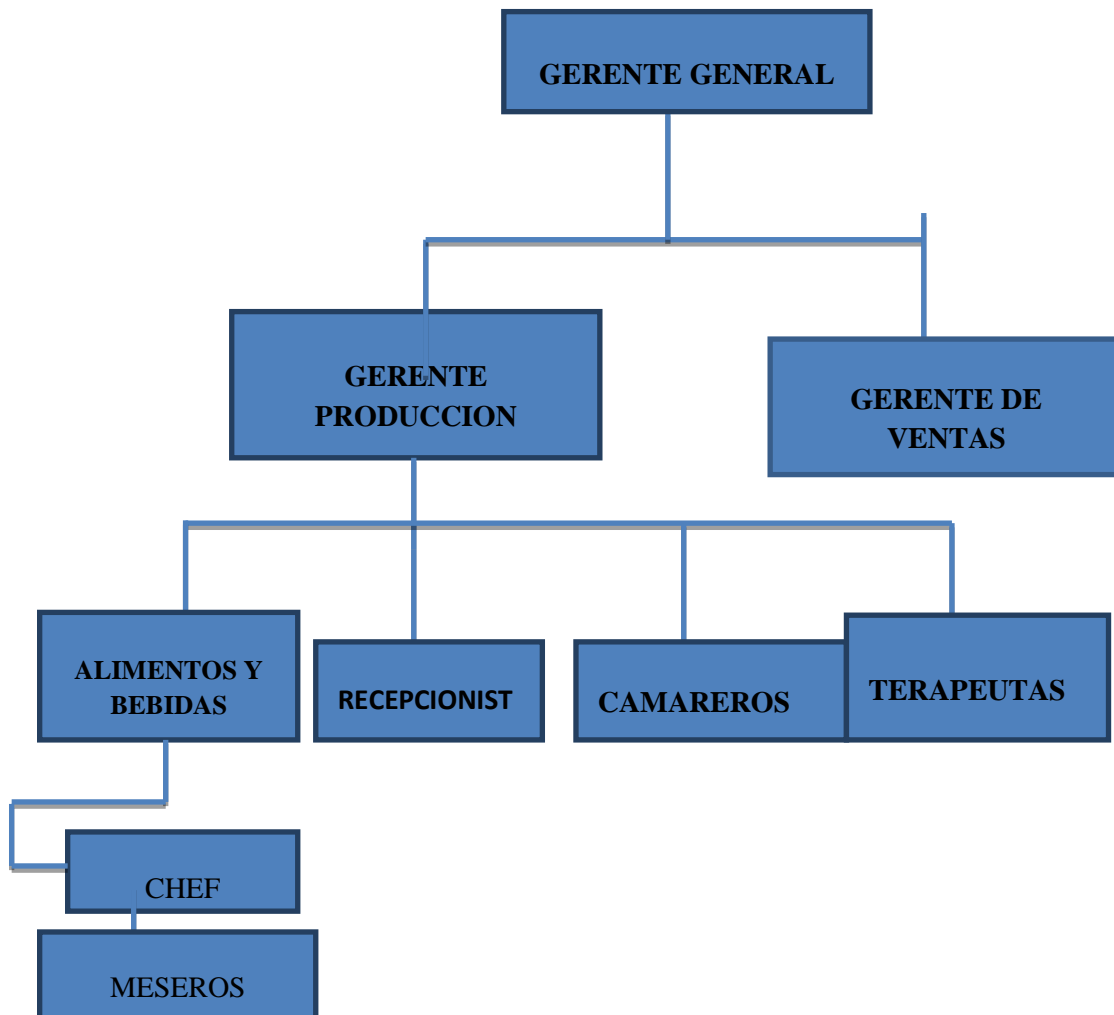 GERENTE GENERAL
GERENTE
PRODUCCION
GERENTE DE
VENTAS
ALIMENTOS Y
BEBIDAS
RECEPCIONIST
CAMAREROS
TERAPEUTAS
CHEF
MESEROS